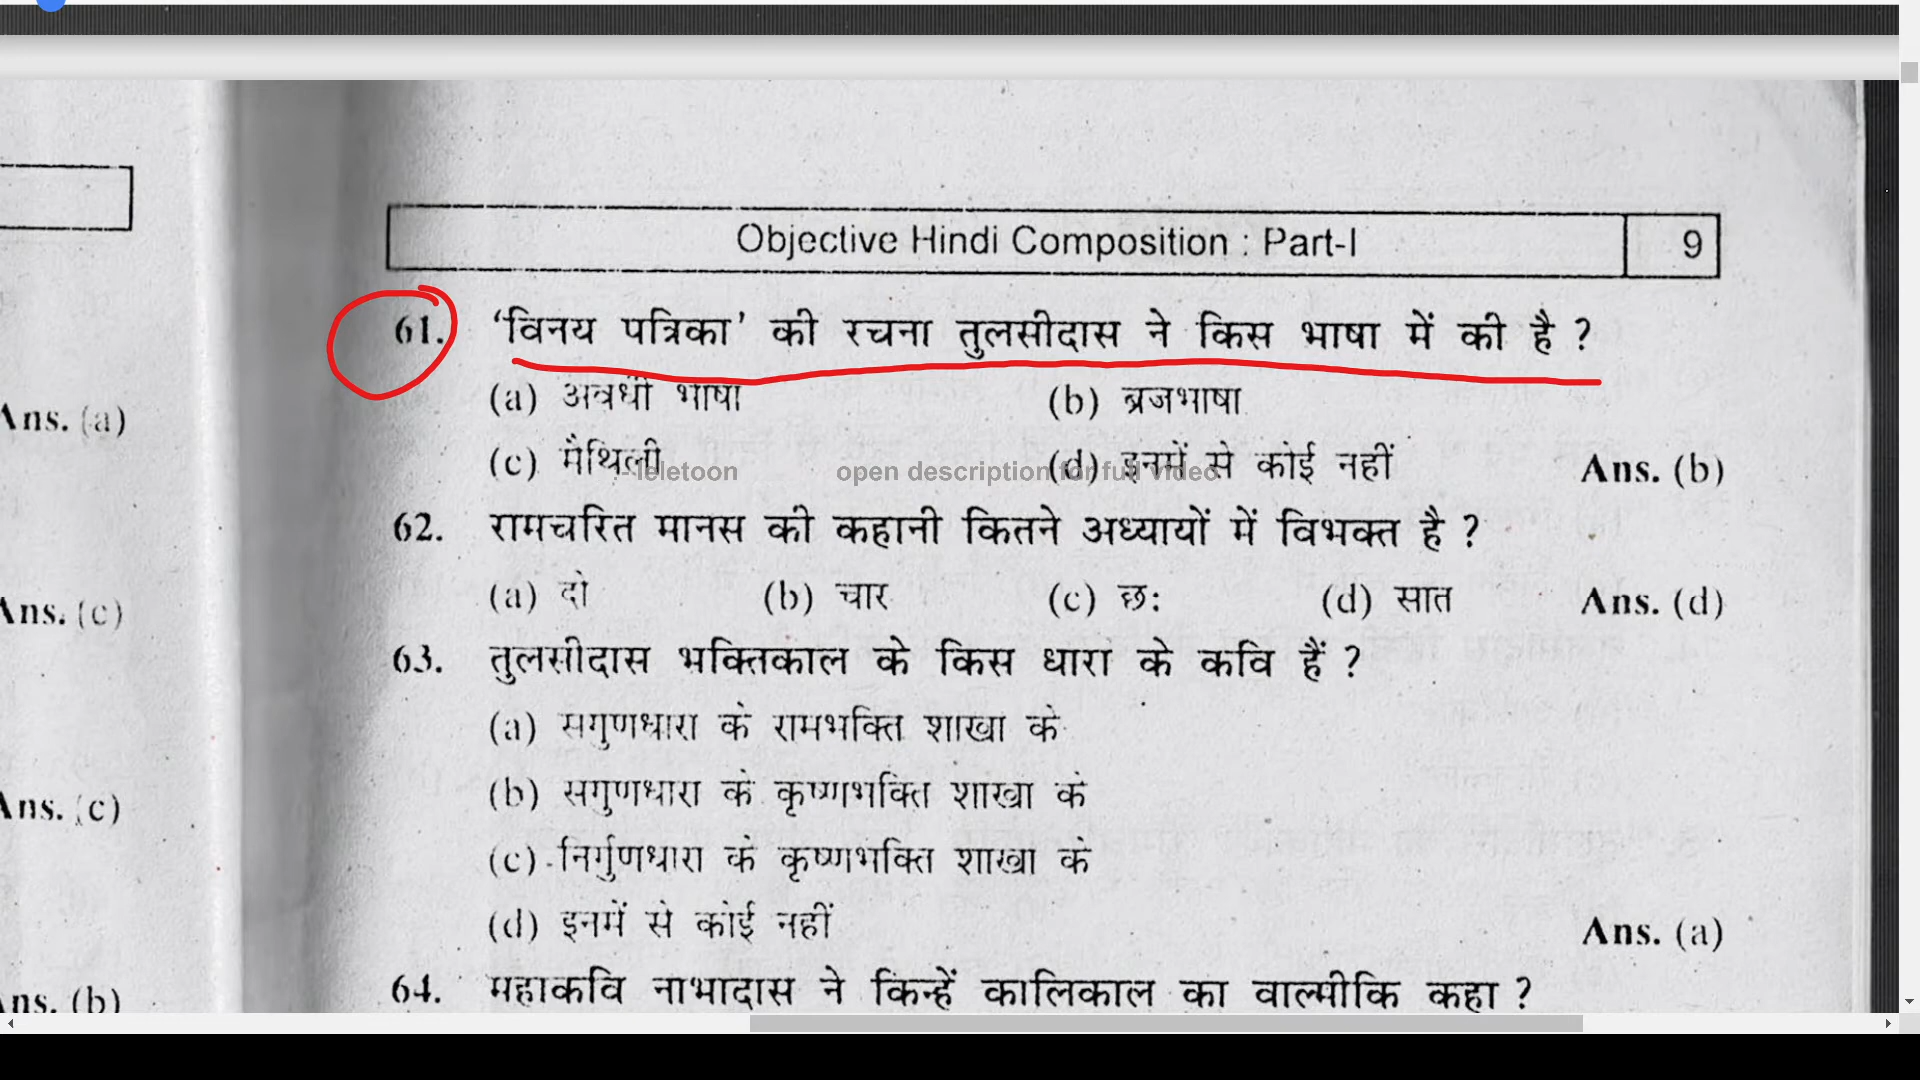 Objective Hindi Composition : Part-I 9
61. ‘विनय पत्रिका’ की रचना तुलसीदास ने किस भाषा में की है ?
(a) अवधी भाषा (b) ब्रजभाषा
Ans. (a)
(c) मैथिली (d) इनमें से कोई नहीं Ans. (b)
leletoon open description for full video
62. रामचरित मानस की कहानी कितने अध्यायों में विभक्त है ?
(a) दो (b) चार (c) छः (d) सात Ans. (d)
Ans. (c)
63. तुलसीदास भक्तिकाल के किस धारा के कवि हैं ?
(a) सगुणधारा के रामभक्ति शाखा के
(b) सगुणधारा के कृष्णभक्ति शाखा के
Ans. (c)
(c) निर्गुणधारा के कृष्णभक्ति शाखा के
(d) इनमें से कोई नहीं Ans. (a)
64. महाकवि नाभादास ने किन्हें कालिकाल का वाल्मीकि कहा ?
Ans. (b)